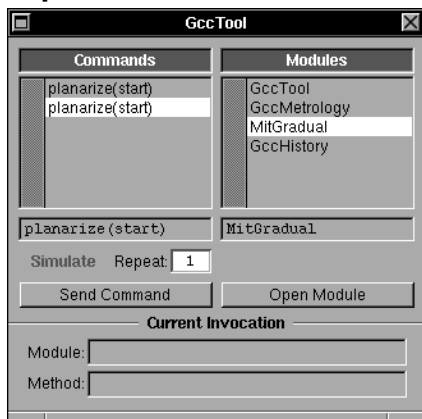 GccTool
Commands
Modules
planarize(start)
planarize(start)
GccTool
GccMetrology
MitGradual
GccHistory
planarize(start)
MitGradual
Simulate Repeat: 1
Send Command
Open Module
Current Invocation
Module:
Method: